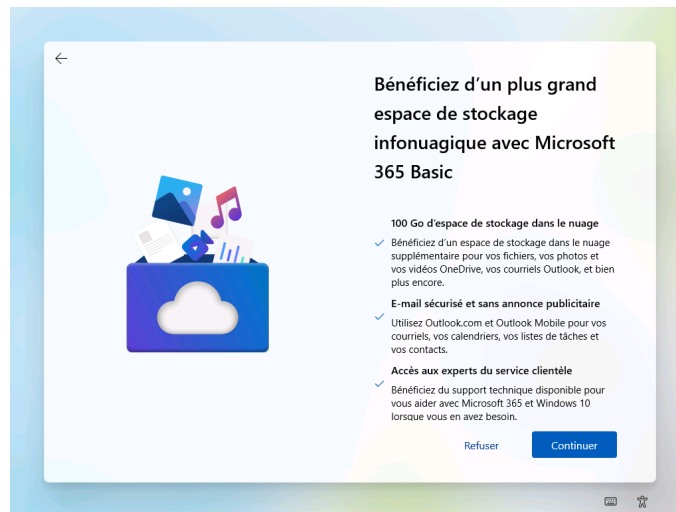 Bénéficiez d’un plus grand
espace de stockage
infonuagique avec Microsoft
365 Basic
100 Go d’espace de stockage dans le nuage
Bénéficiez d’un espace de stockage dans le nuage
supplémentaire pour vos fichiers, vos photos et
vos vidéos OneDrive, vos courriels Outlook, et bien
plus encore.
E-mail sécurisé et sans annonce publicitaire
Utilisez Outlook.com et Outlook Mobile pour vos
courriels, vos calendriers, vos listes de tâches et
vos contacts.
Accès aux experts du service clientèle
Bénéficiez du support technique disponible pour
vous aider avec Microsoft 365 et Windows 10
lorsque vous en avez besoin.
Refuser
Continuer